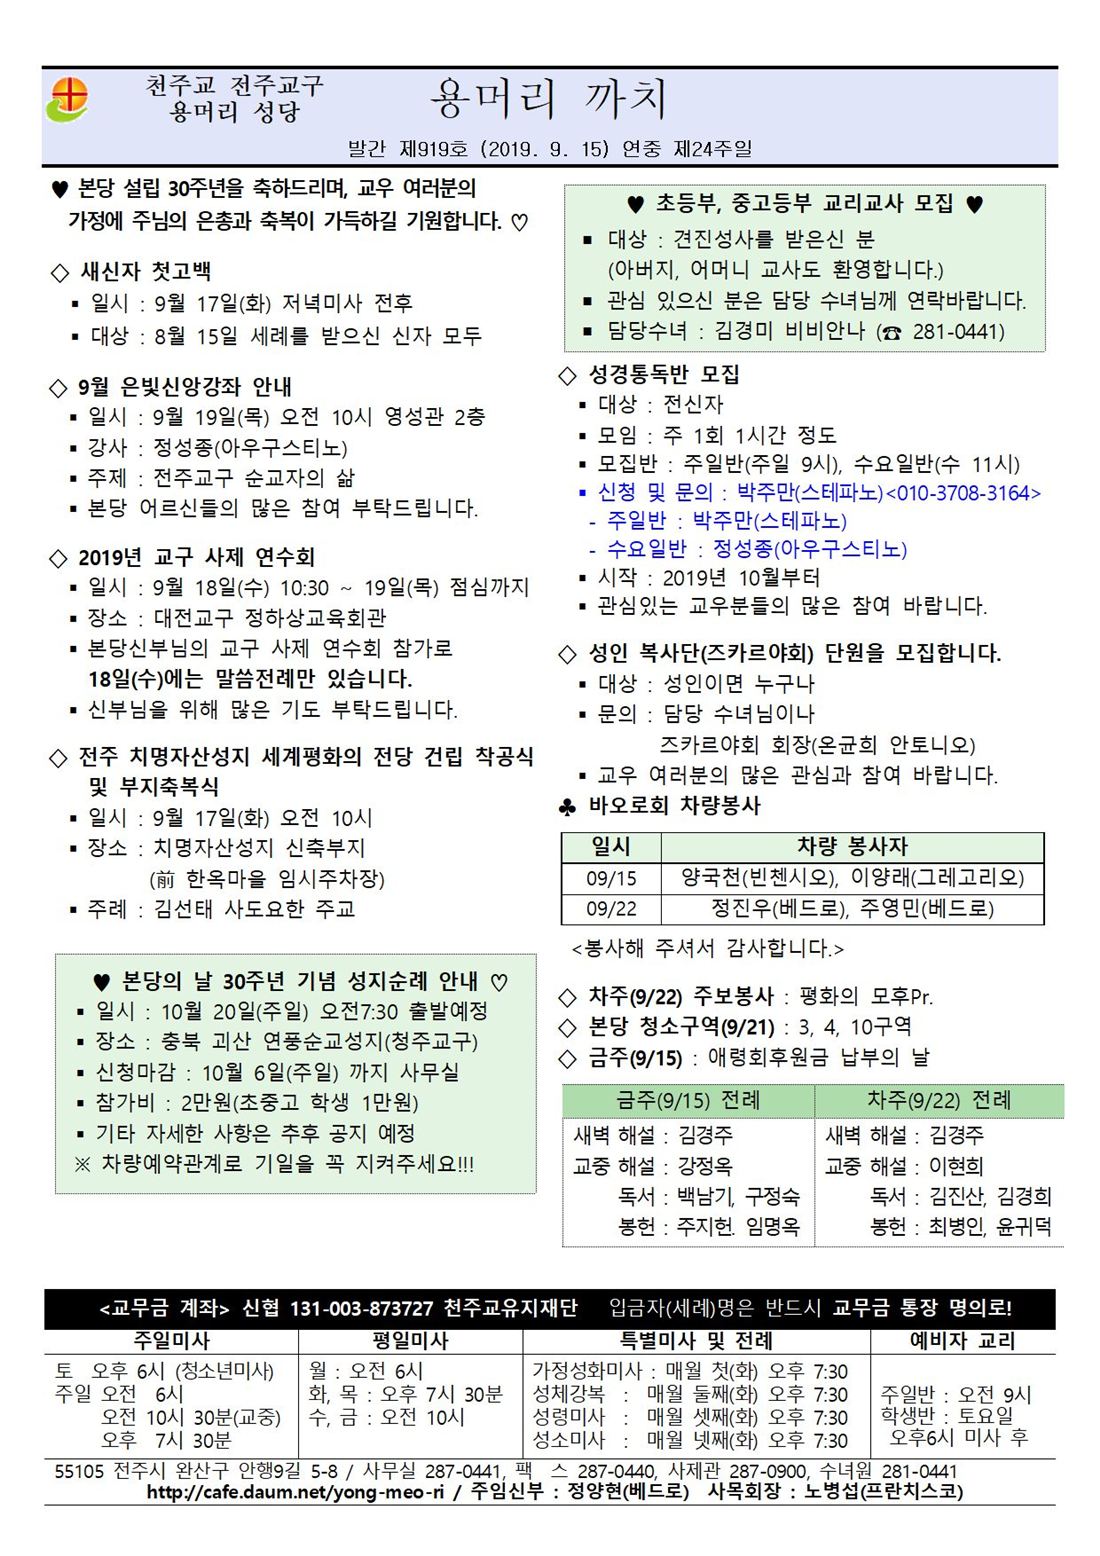 천주교 전주교구
용머리 성당
용머리 까치
발간 제919호 (2019. 9. 15) 연중 제24주일
♥ 본당 설립 30주년을 축하드리며, 교우 여러분의
가정에 주님의 은총과 축복이 가득하길 기원합니다. ♡
◇ 새신자 첫고백
▪ 일시 : 9월 17일(화) 저녁미사 전후
▪ 대상 : 8월 15일 세례를 받으신 신자 모두
◇ 9월 은빛신앙강좌 안내
▪ 일시 : 9월 19일(목) 오전 10시 영성관 2층
▪ 강사 : 정성종(아우구스티노)
▪ 주제 : 전주교구 순교자의 삶
▪ 본당 어르신들의 많은 참여 부탁드립니다.
◇ 2019년 교구 사제 연수회
▪ 일시 : 9월 18일(수) 10:30 ~ 19일(목) 점심까지
▪ 장소 : 대전교구 정하상교육회관
▪ 본당신부님의 교구 사제 연수회 참가로
18일(수)에는 말씀전례만 있습니다.
▪ 신부님을 위해 많은 기도 부탁드립니다.
◇ 전주 치명자산성지 세계평화의 전당 건립 착공식
및 부지축복식
▪ 일시 : 9월 17일(화) 오전 10시
▪ 장소 : 치명자산성지 신축부지
(前 한옥마을 임시주차장)
▪ 주례 : 김선태 사도요한 주교
♥ 본당의 날 30주년 기념 성지순례 안내 ♡
▪ 일시 : 10월 20일(주일) 오전7:30 출발예정
▪ 장소 : 충북 괴산 연풍순교성지(청주교구)
▪ 신청마감 : 10월 6일(주일) 까지 사무실
▪ 참가비 : 2만원(초중고 학생 1만원)
▪ 기타 자세한 사항은 추후 공지 예정
※ 차량예약관계로 기일을 꼭 지켜주세요!!!
♥ 초등부, 중고등부 교리교사 모집 ♥
▪ 대상 : 견진성사를 받은신 분
(아버지, 어머니 교사도 환영합니다.)
▪ 관심 있으신 분은 담당 수녀님께 연락바랍니다.
▪ 담당수녀 : 김경미 비비안나 (☎ 281-0441)
◇ 성경통독반 모집
▪ 대상 : 전신자
▪ 모임 : 주 1회 1시간 정도
▪ 모집반 : 주일반(주일 9시), 수요일반(수 11시)
▪ 신청 및 문의 : 박주만(스테파노)<010-3708-3164>
- 주일반 : 박주만(스테파노)
- 수요일반 : 정성종(아우구스티노)
▪ 시작 : 2019년 10월부터
▪ 관심있는 교우분들의 많은 참여 바랍니다.
◇ 성인 복사단(즈카르야회) 단원을 모집합니다.
▪ 대상 : 성인이면 누구나
▪ 문의 : 담당 수녀님이나
즈카르야회 회장(온균희 안토니오)
▪ 교우 여러분의 많은 관심과 참여 바랍니다.
♣ 바오로회 차량봉사
일시 차량 봉사자
09/15 양국천(빈첸시오), 이양래(그레고리오)
09/22 정진우(베드로), 주영민(베드로)
<봉사해 주셔서 감사합니다.>
◇ 차주(9/22) 주보봉사 : 평화의 모후Pr.
◇ 본당 청소구역(9/21) : 3, 4, 10구역
◇ 금주(9/15) : 애령회후원금 납부의 날
금주(9/15) 전례 차주(9/22) 전례
새벽 해설 : 김경주 새벽 해설 : 김경주
교중 해설 : 강정옥 교중 해설 : 이현희
독서 : 백남기, 구정숙 독서 : 김진산, 김경희
봉헌 : 주지헌. 임명옥 봉헌 : 최병인, 윤귀덕
<교무금 계좌> 신협 131-003-873727 천주교유지재단 입금자(세례)명은 반드시 교무금 통장 명의로!
주일미사 평일미사 특별미사 및 전례 예비자 교리
토 오후 6시 (청소년미사) 월 : 오전 6시 가정성화미사 : 매월 첫(화) 오후 7:30
주일 오전 6시 화, 목 : 오후 7시 30분 성체강복 : 매월 둘째(화) 오후 7:30 주일반 : 오전 9시
오전 10시 30분(교중) 수, 금 : 오전 10시 성령미사 : 매월 셋째(화) 오후 7:30 학생반 : 토요일
오후 7시 30분 성소미사 : 매월 넷째(화) 오후 7:30 오후6시 미사 후
55105 전주시 완산구 안행9길 5-8 / 사무실 287-0441, 팩 스 287-0440, 사제관 287-0900, 수녀원 281-0441
http://cafe.daum.net/yong-meo-ri / 주임신부 : 정양현(베드로) 사목회장 : 노병섭(프란치스코)